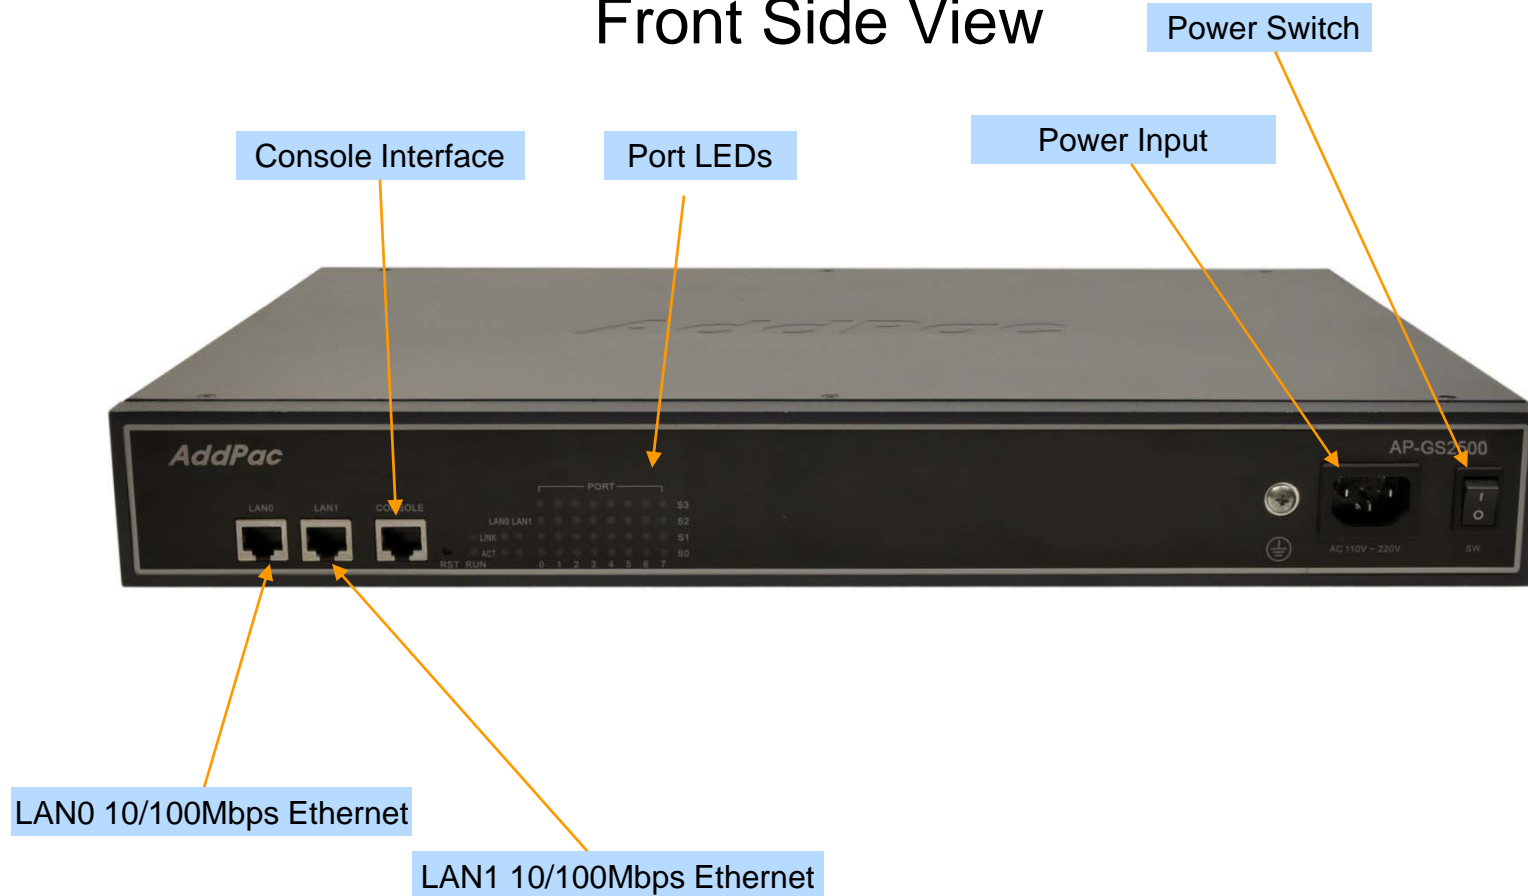 Front Side View
Power Switch
Console Interface
Port LEDs
Power Input
AddPac
AddPac
AP-GS2500
PORT
LAN0
LAN1
CONSOLE
S3
LAN0 LAN1
S2
LINK
S1
ACT
S0
RST RUN
0 1 2 3 4 5 6 7
AC 110V ~ 220V
SW
LAN0 10/100Mbps Ethernet
LAN1 10/100Mbps Ethernet